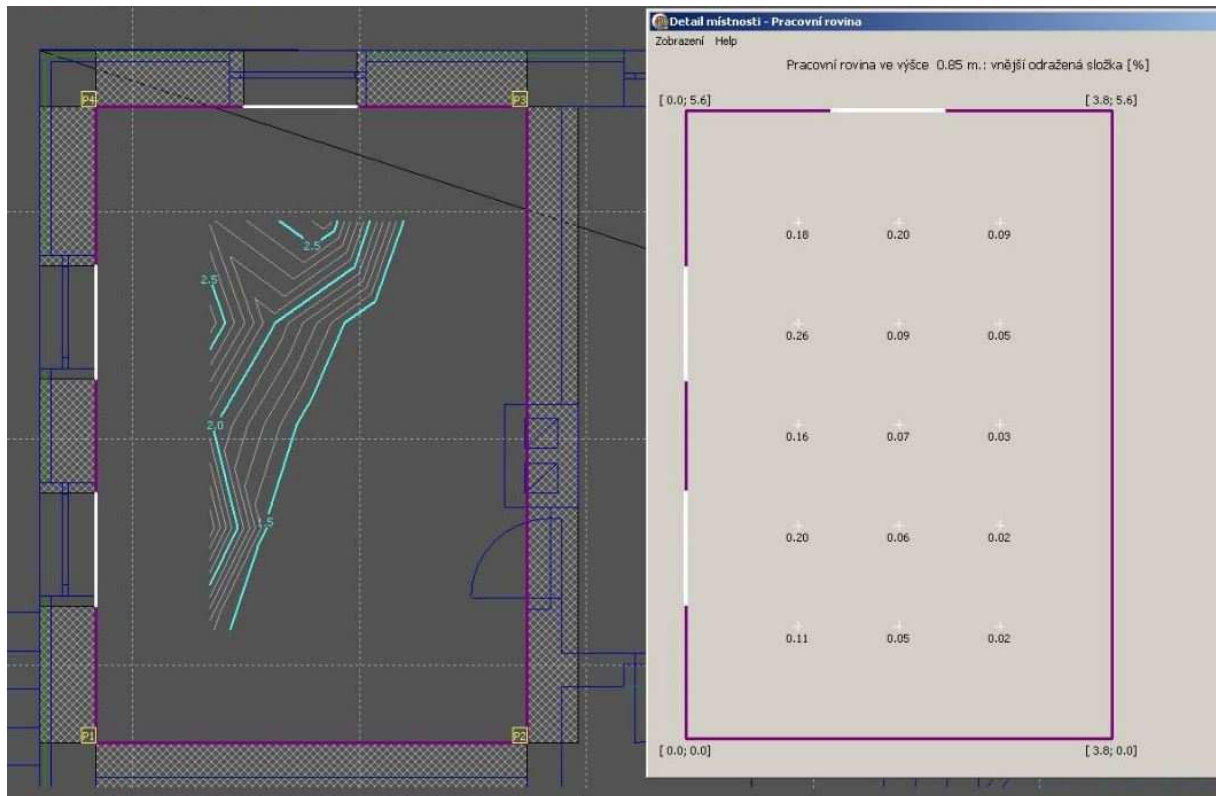 P4
P3
2.5
2.5
2.0
1.5
P1
P2
Detail místnosti - Pracovní rovina
Zobrazení Help
Pracovní rovina ve výšce 0.85 m.: vnější odražená složka [%]
[ 0.0; 5.6]
[ 3.8; 5.6]
0.18 0.20 0.09
0.26 0.09 0.05
0.16 0.07 0.03
0.20 0.06 0.02
0.11 0.05 0.02
[ 0.0; 0.0]
[ 3.8; 0.0]